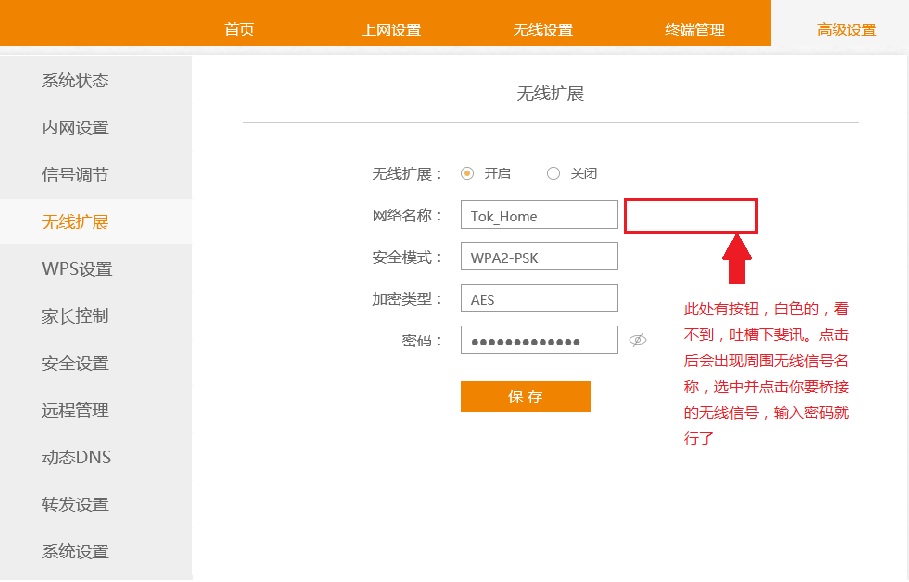 首页
上网设置
无线设置
终端管理
高级设置
系统状态
内网设置
信号调节
无线扩展
WPS设置
家长控制
安全设置
远程管理
动态DNS
转发设置
系统设置
无线扩展
无线扩展： 开启 关闭
网络名称： Tok_Home
安全模式： WPA2-PSK
加密类型： AES
密码： ●●●●●●●●●●●●●
保 存
此处有按钮，白色的，看
不到，吐槽下斐讯。点击
后会出现周围无线信号名
称，选中并点击你要桥接
的无线信号，输入密码就
行了